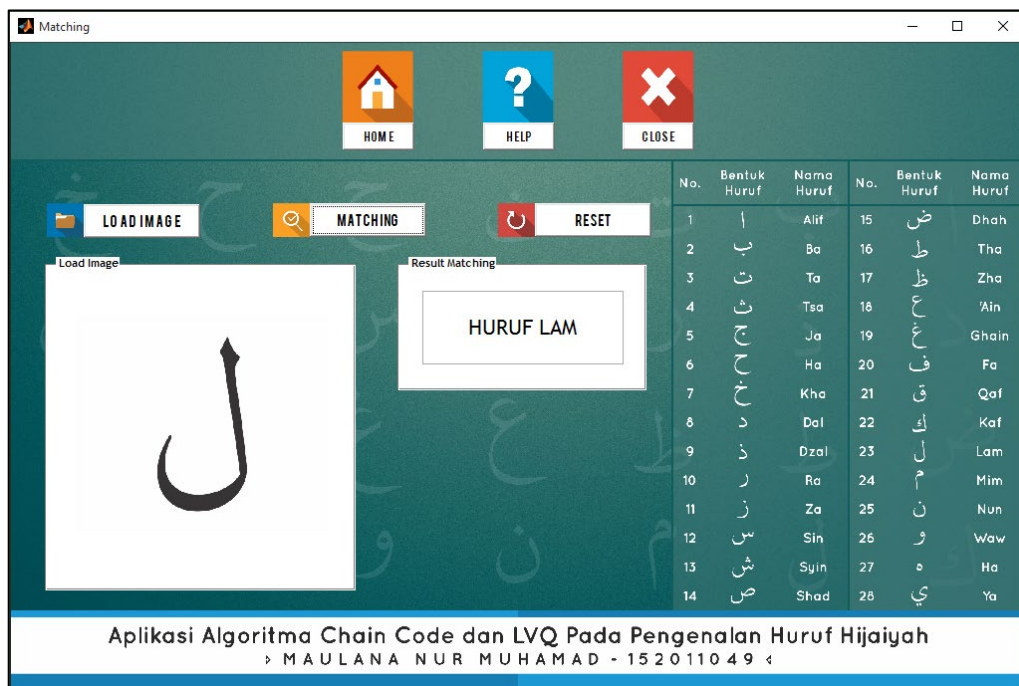 Matching
HOME HELP CLOSE
LOAD IMAGE MATCHING RESET
Load Image
ل
Result Matching
HURUF LAM
No. Bentuk Huruf Nama Huruf No. Bentuk Huruf Nama Huruf
1 ا Alif 15 ض Dhah
2 ب Ba 16 ط Tha
3 ت Ta 17 ظ Zha
4 ث Tsa 18 ع 'Ain
5 ج Ja 19 غ Ghain
6 ح Ha 20 ف Fa
7 خ Kha 21 ق Qaf
8 د Dal 22 ك Kaf
9 ذ Dzal 23 ل Lam
10 ر Ra 24 م Mim
11 ز Za 25 ن Nun
12 س Sin 26 و Waw
13 ش Syin 27 ه Ha
14 ص Shad 28 ي Ya
Aplikasi Algoritma Chain Code dan LVQ Pada Pengenalan Huruf Hijaiyah
MAULANA NUR MUHAMAD - 152011049